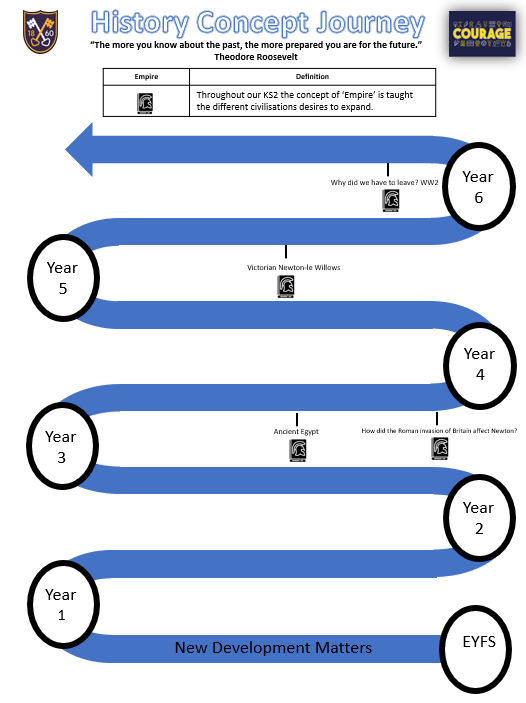 History Concept Journey
“The more you know about the past, the more prepared you are for the future.”
Theodore Roosevelt
18 60
COURAGE
Empire
Definition
Throughout our KS2 the concept of ‘Empire’ is taught
the different civilisations desires to expand.
Year
6
Why did we have to leave? WW2
Year
5
Victorian Newton-le Willows
Year
4
Year
3
Ancient Egypt
How did the Roman invasion of Britain affect Newton?
Year
2
Year
1
New Development Matters
EYFS